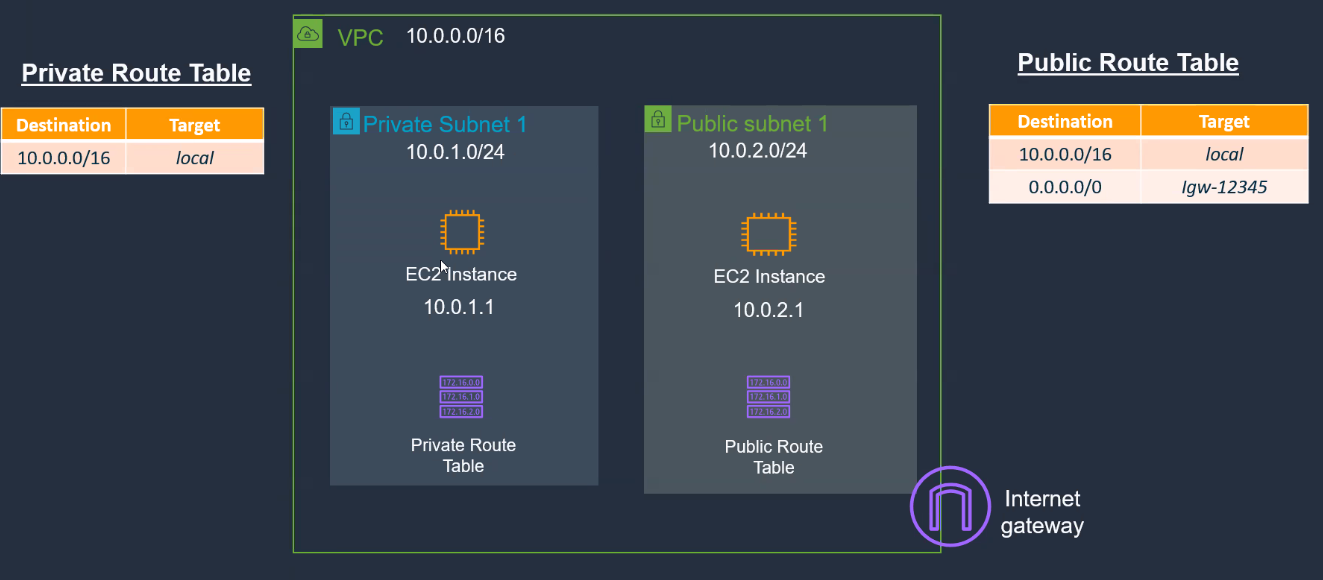 VPC 10.0.0.0/16
Private Route Table
Destination Target
10.0.0.0/16 local
Private Subnet 1
10.0.1.0/24
EC2 Instance
10.0.1.1
172.16.0.0
172.16.1.0
172.16.2.0
Private Route
Table
Public subnet 1
10.0.2.0/24
EC2 Instance
10.0.2.1
172.16.0.0
172.16.1.0
172.16.2.0
Public Route
Table
Public Route Table
Destination Target
10.0.0.0/16 local
0.0.0.0/0 Igw-12345
Internet
gateway